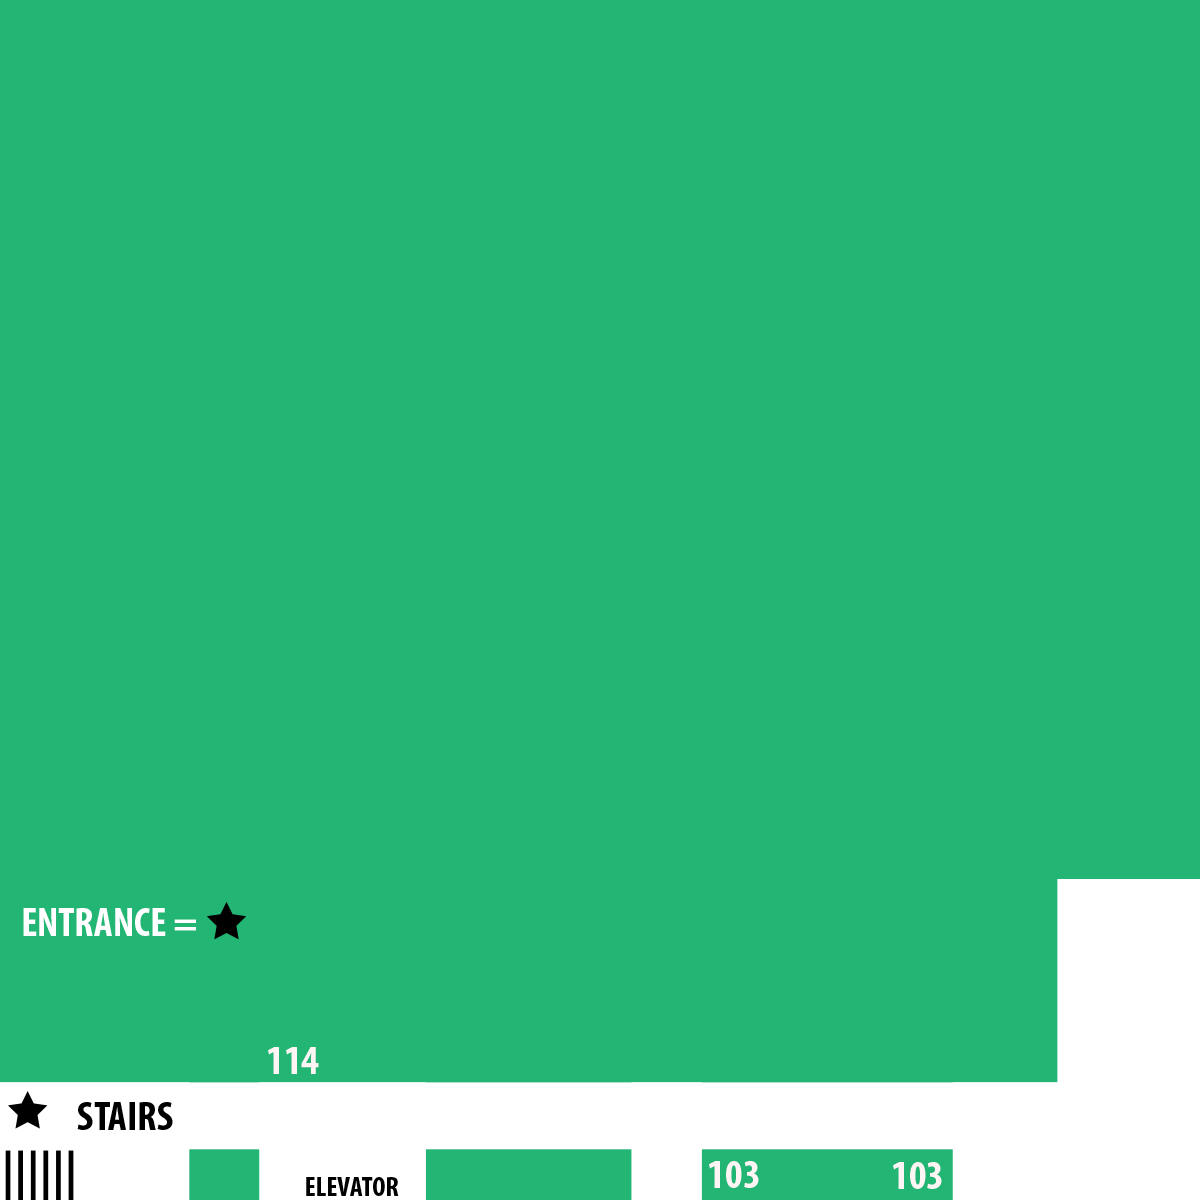 ENTRANCE = ★
114
★ STAIRS
ELEVATOR
103
103